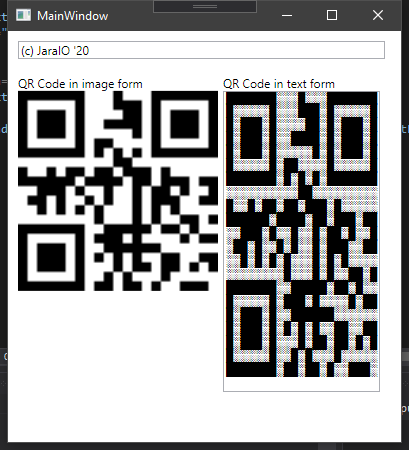 MainWindow
(c) JaraIO '20
QR Code in image form
QR Code in text form